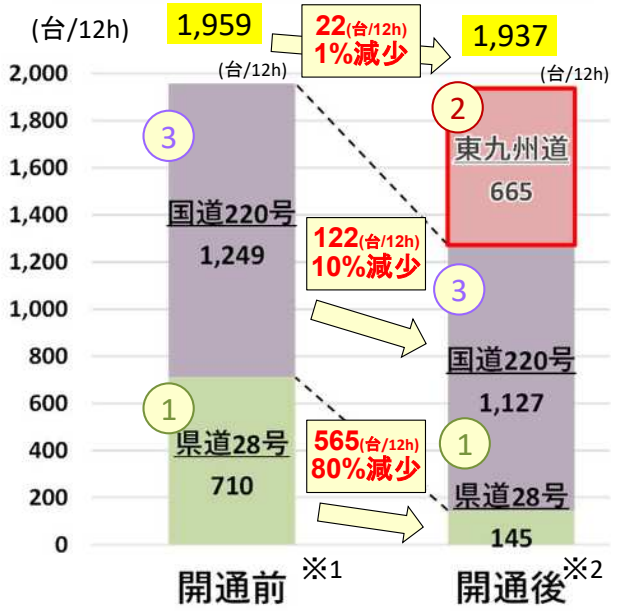 (台/12h)
1,959
22(台/12h)
1%減少
1,937
(台/12h)
(台/12h)
2,000
1,800
1,600
1,400
1,200
1,000
800
600
400
200
0
③
国道220号
1,249
①
県道28号
710
122(台/12h)
10%減少
565(台/12h)
80%減少
②
東九州道
665
③
国道220号
1,127
①
県道28号
145
開通前※1
開通後※2